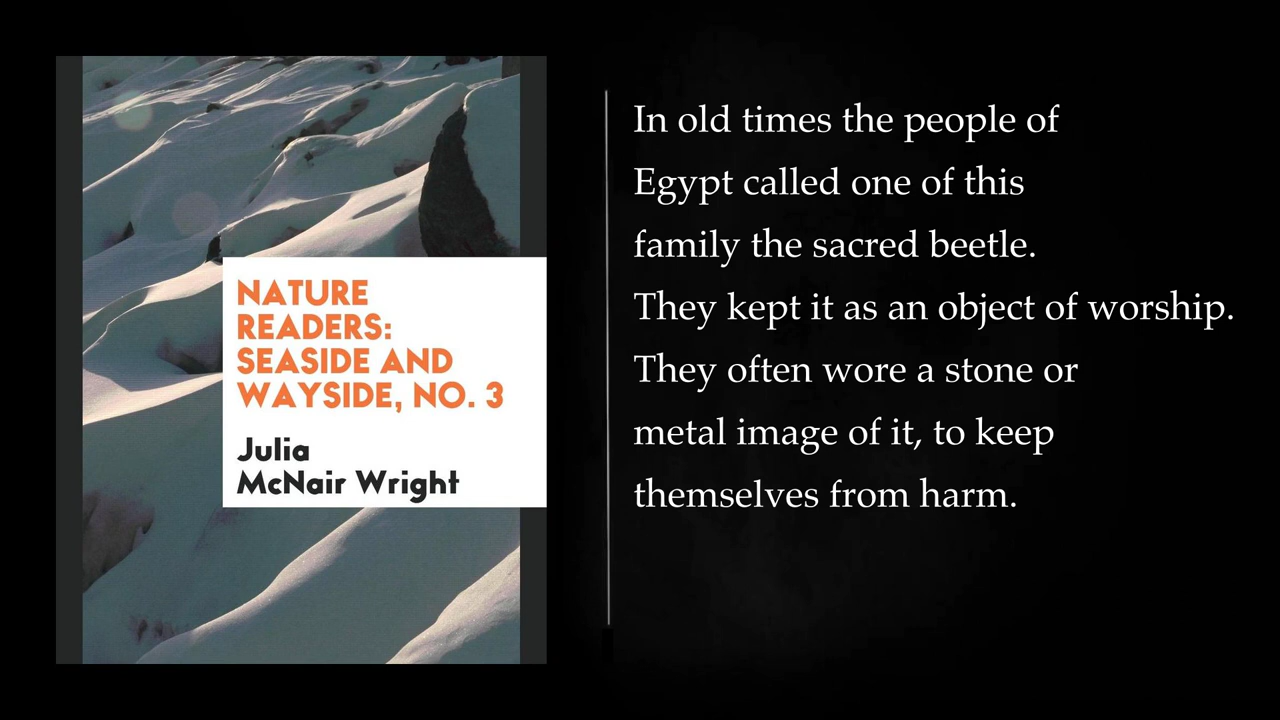 NATURE
READERS:
SEASIDE AND
WAYSIDE, NO. 3
Julia
McNair Wright
In old times the people of
Egypt called one of this
family the sacred beetle.
They kept it as an object of worship.
They often wore a stone or
metal image of it, to keep
themselves from harm.